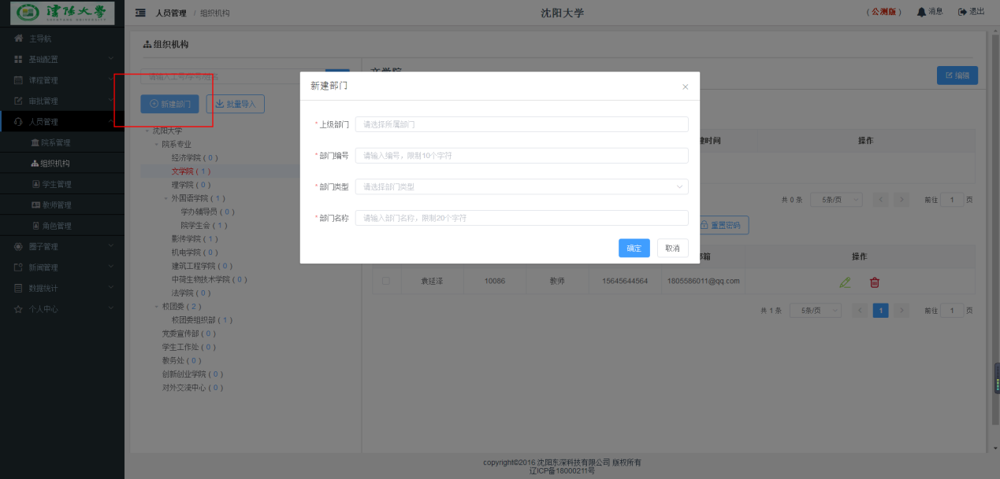 沈阳大学
SHENYANG UNIVERSITY
人员管理 / 组织机构
沈阳大学
(公测版)
消息
退出
主导航
基础配置
课程管理
审批管理
人员管理
院系管理
组织机构
学生管理
教师管理
角色管理
圈子管理
新闻管理
数据统计
个人中心
组织机构
请输入工号/学号/姓名
新建部门
批量导入
沈阳大学
院系专业
经济学院 ( 0 )
文学院 ( 1 )
理学院 ( 0 )
外国语学院 ( 1 )
学办辅导员 ( 0 )
院学生会 ( 1 )
影传学院 ( 1 )
机电学院 ( 0 )
建筑工程学院 ( 0 )
中荷生物技术学院 ( 0 )
法学院 ( 0 )
校团委 ( 2 )
校团委组织部 ( 1 )
党委宣传部 ( 0 )
学生工作处 ( 0 )
教务处 ( 0 )
创新创业学院 ( 0 )
对外交流中心 ( 0 )
文学院
编辑
新建部门
×
* 上级部门 请选择所属部门
* 部门编号 请输入编号，限制10个字符
* 部门类型 请选择部门类型
* 部门名称 请输入部门名称，限制20个字符
确定
取消
建时间
操作
共 0 条
5条/页
前往 1 页
重置密码
邮箱
操作
袁延泽 10086 教师 15645644564 1805586011@qq.com
共 1 条
5条/页
1
前往 1 页
copyright©2016 沈阳东深科技有限公司 版权所有
辽ICP备18000211号